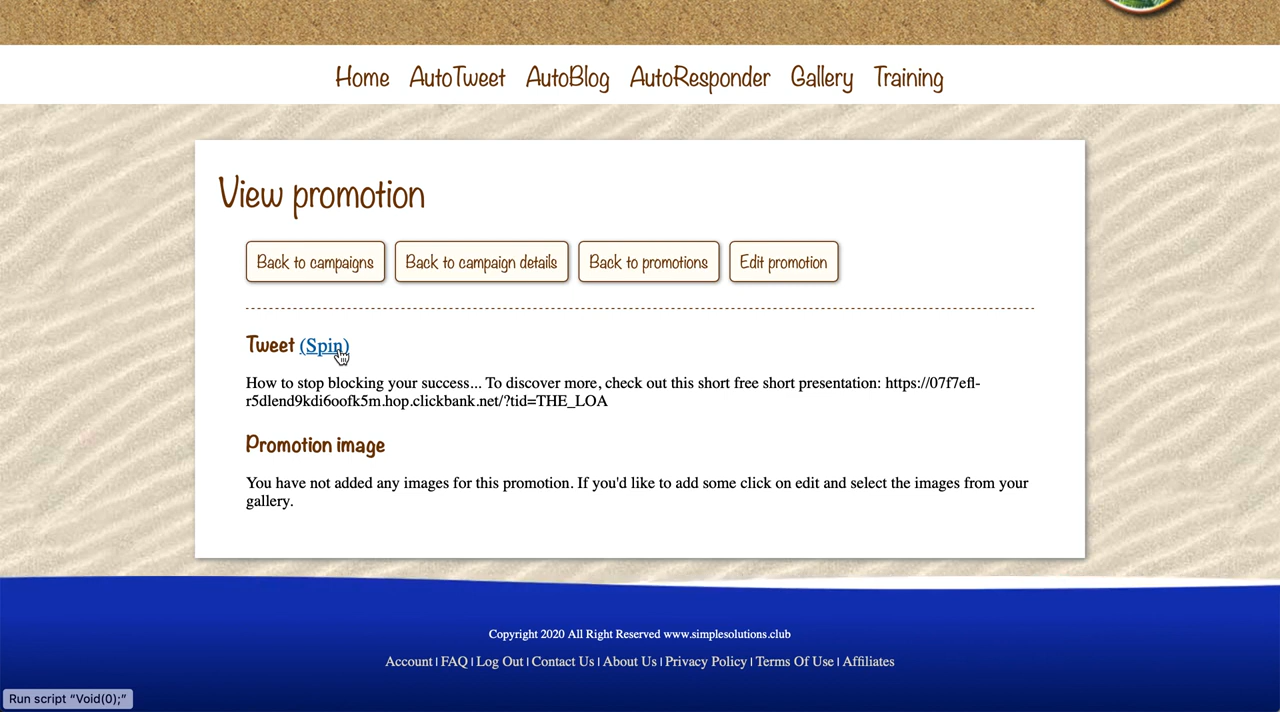 Home AutoTweet AutoBlog AutoResponder Gallery Training
View promotion
Back to campaigns Back to campaign details Back to promotions Edit promotion
Tweet (Spin)
How to stop blocking your success... To discover more, check out this short free short presentation: https://07f7efl-
r5dlend9kdi6oofk5m.hop.clickbank.net/?tid=THE_LOA
Promotion image
You have not added any images for this promotion. If you'd like to add some click on edit and select the images from your
gallery.
Copyright 2020 All Right Reserved www.simplesolutions.club
Account | FAQ | Log Out | Contact Us | About Us | Privacy Policy | Terms Of Use | Affiliates
Run script "Void(0);"